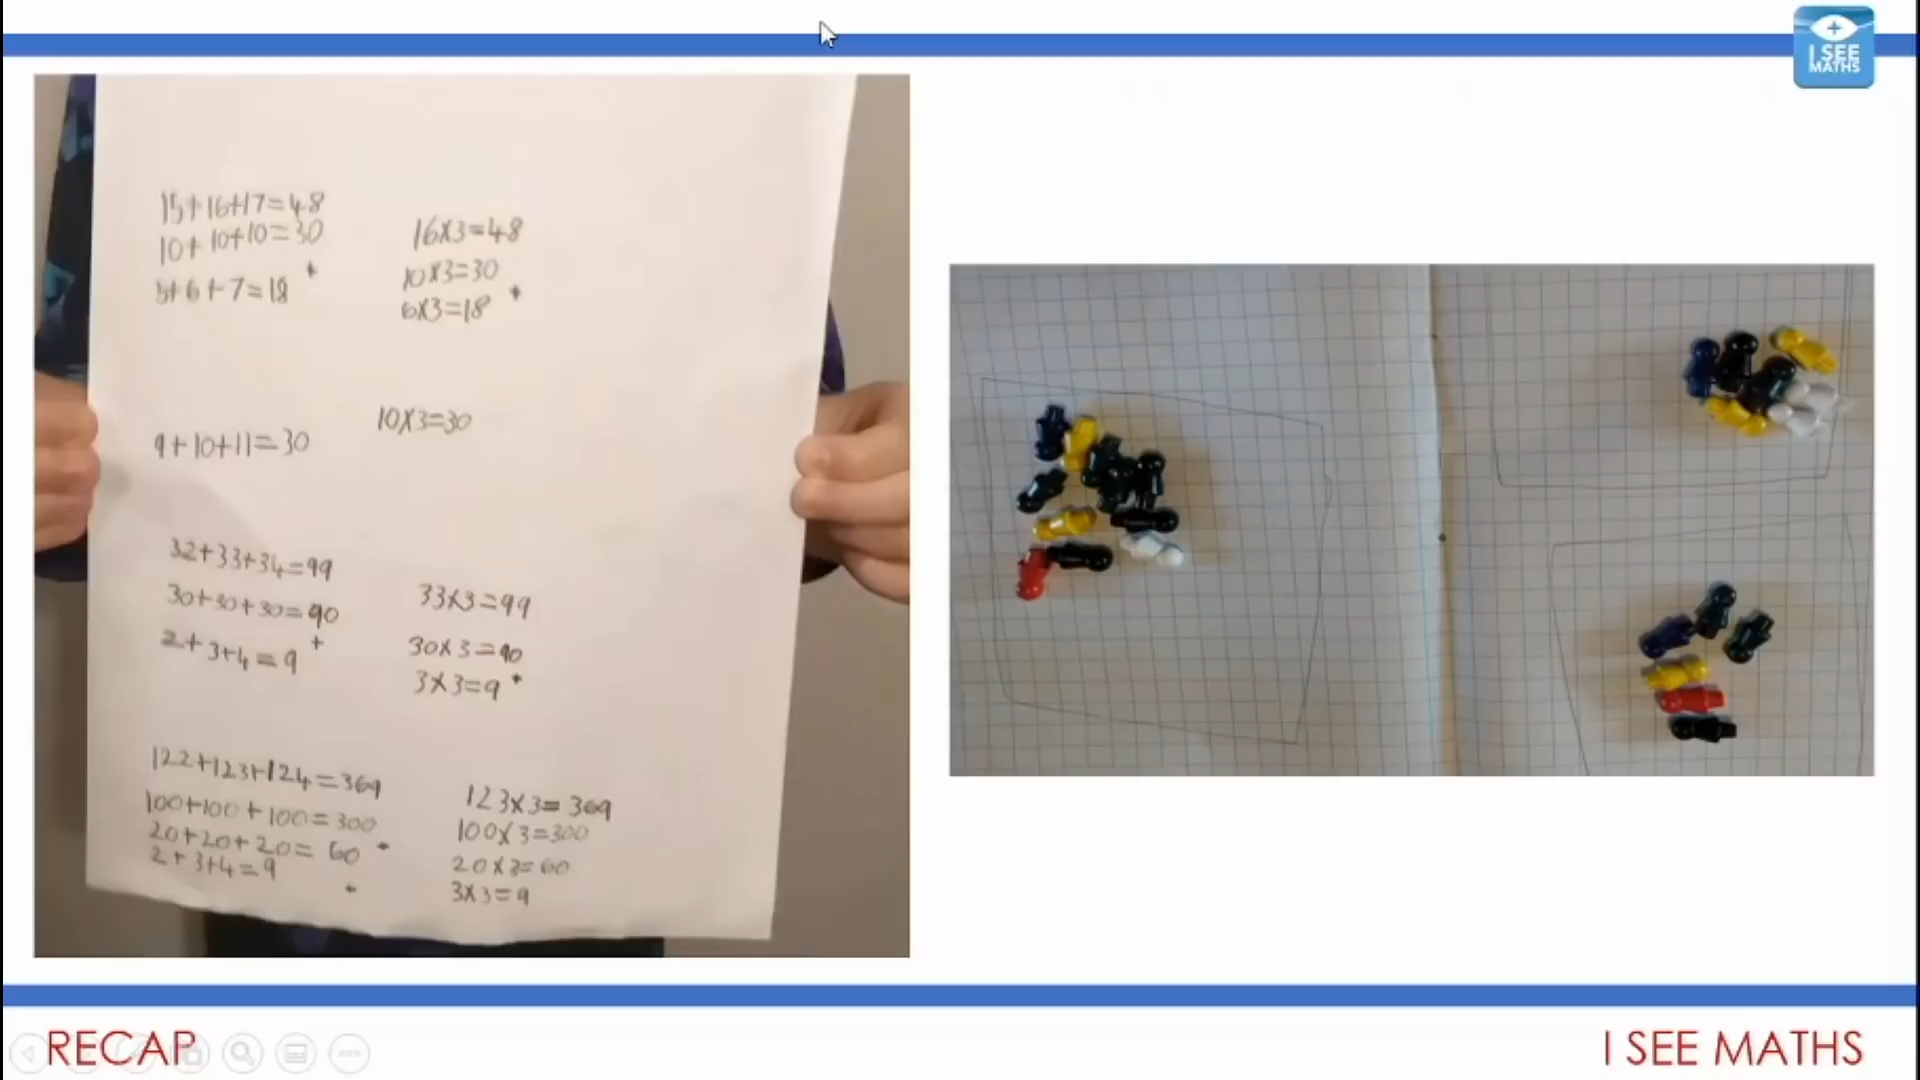 I SEE
MATHS
15+16+17=48
10+10+10=30
5+6+7=18 +
16x3=48
10x3=30
6x3=18 +
9+10+11=30
10x3=30
32+33+34=99
30+30+30=90
2+3+4=9 +
33x3=99
30x3=90
3x3=9 +
122+123+124=369
100+100+100=300
20+20+20=60 +
2+3+4=9 +
123x3=369
100x3=300
20x3=60
3x3=9
RECAP
I SEE MATHS